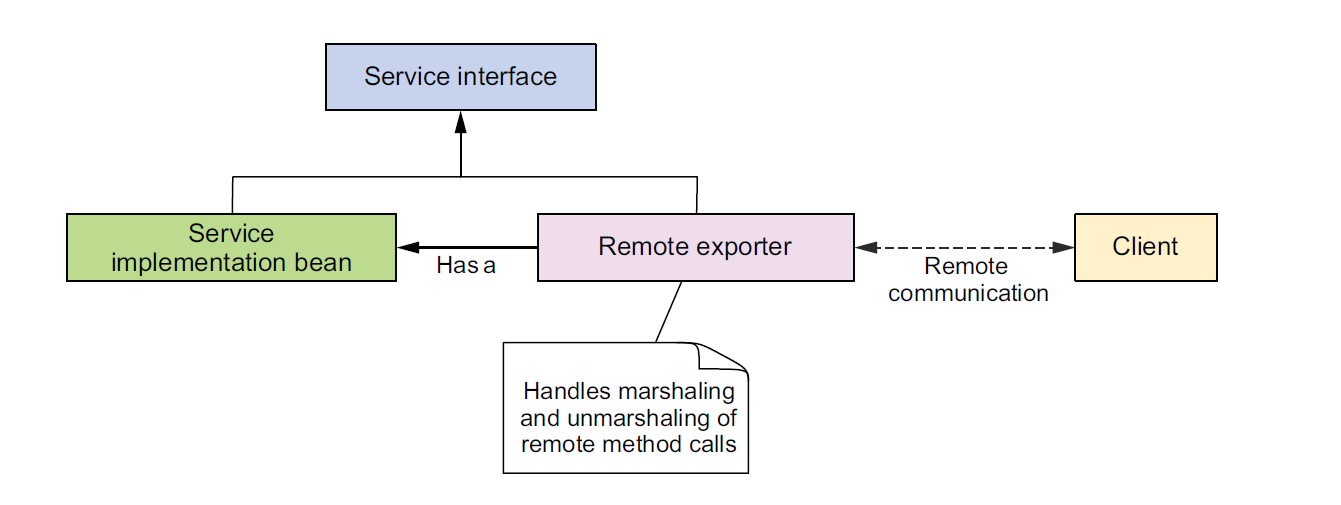 Service interface
Service
implementation bean
Has a
Remote exporter
Remote
communication
Client
Handles marshaling
and unmarshaling of
remote method calls